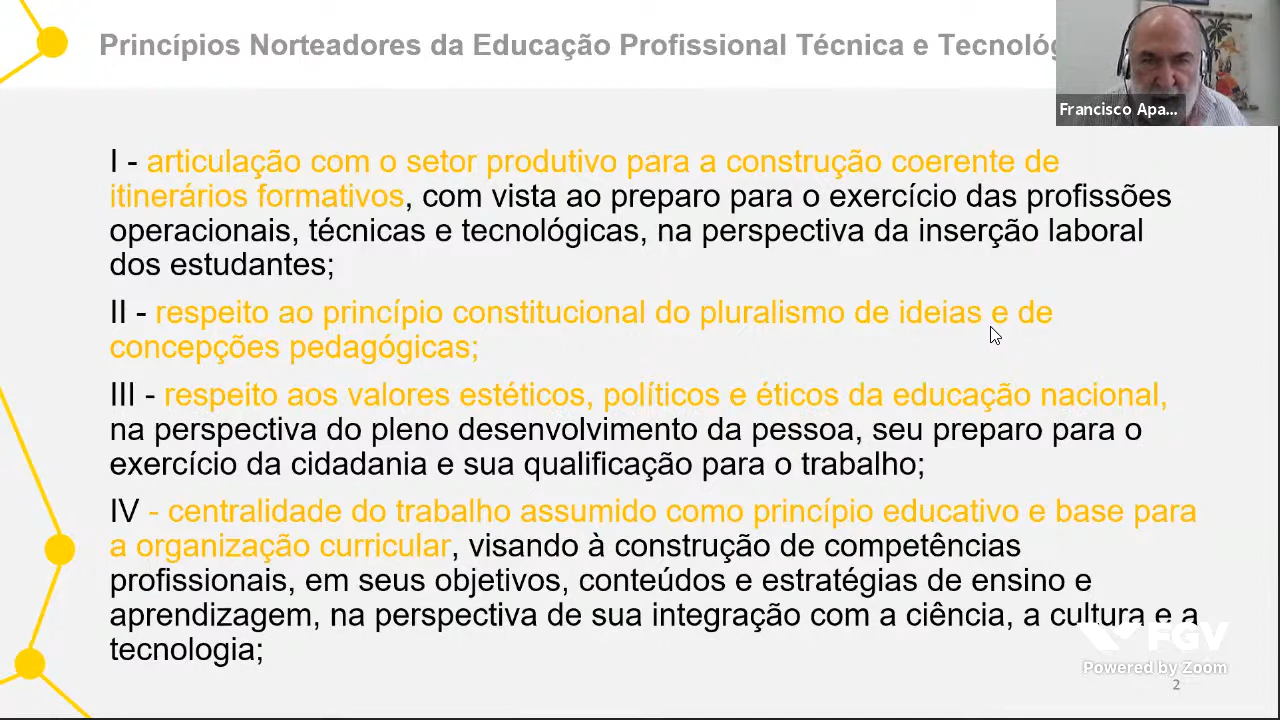 Princípios Norteadores da Educação Profissional Técnica e
Francisco Apa...
I - articulação com o setor produtivo para a construção coerente de
itinerários formativos, com vista ao preparo para o exercício das profissões
operacionais, técnicas e tecnológicas, na perspectiva da inserção laboral
dos estudantes;
II - respeito ao princípio constitucional do pluralismo de ideias e de
concepções pedagógicas;
III - respeito aos valores estéticos, políticos e éticos da educação nacional,
na perspectiva do pleno desenvolvimento da pessoa, seu preparo para o
exercício da cidadania e sua qualificação para o trabalho;
IV - centralidade do trabalho assumido como princípio educativo e base para
a organização curricular, visando à construção de competências
profissionais, em seus objetivos, conteúdos e estratégias de ensino e
aprendizagem, na perspectiva de sua integração com a ciência, a cultura e a
tecnologia;
FGV
Powered by Zoom
2